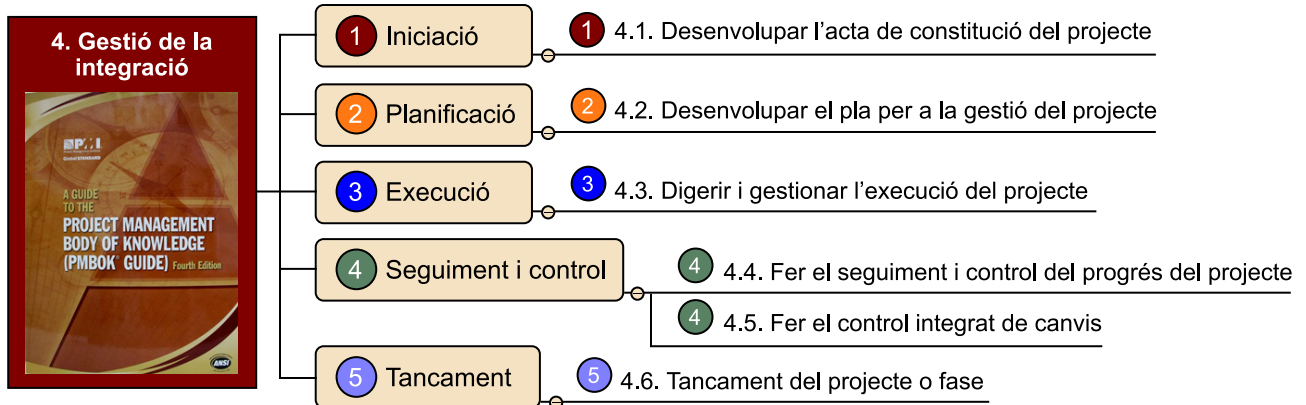 4. Gestió de la
integració
PMI
Global STANDARD
A GUIDE
TO THE
PROJECT MANAGEMENT
BODY OF KNOWLEDGE
(PMBOK® GUIDE) Fourth Edition
ANSI
1 Iniciació
1 4.1. Desenvolupar l’acta de constitució del projecte
2 Planificació
2 4.2. Desenvolupar el pla per a la gestió del projecte
3 Execució
3 4.3. Digerir i gestionar l’execució del projecte
4 Seguiment i control
4 4.4. Fer el seguiment i control del progrés del projecte
4 4.5. Fer el control integrat de canvis
5 Tancament
5 4.6. Tancament del projecte o fase